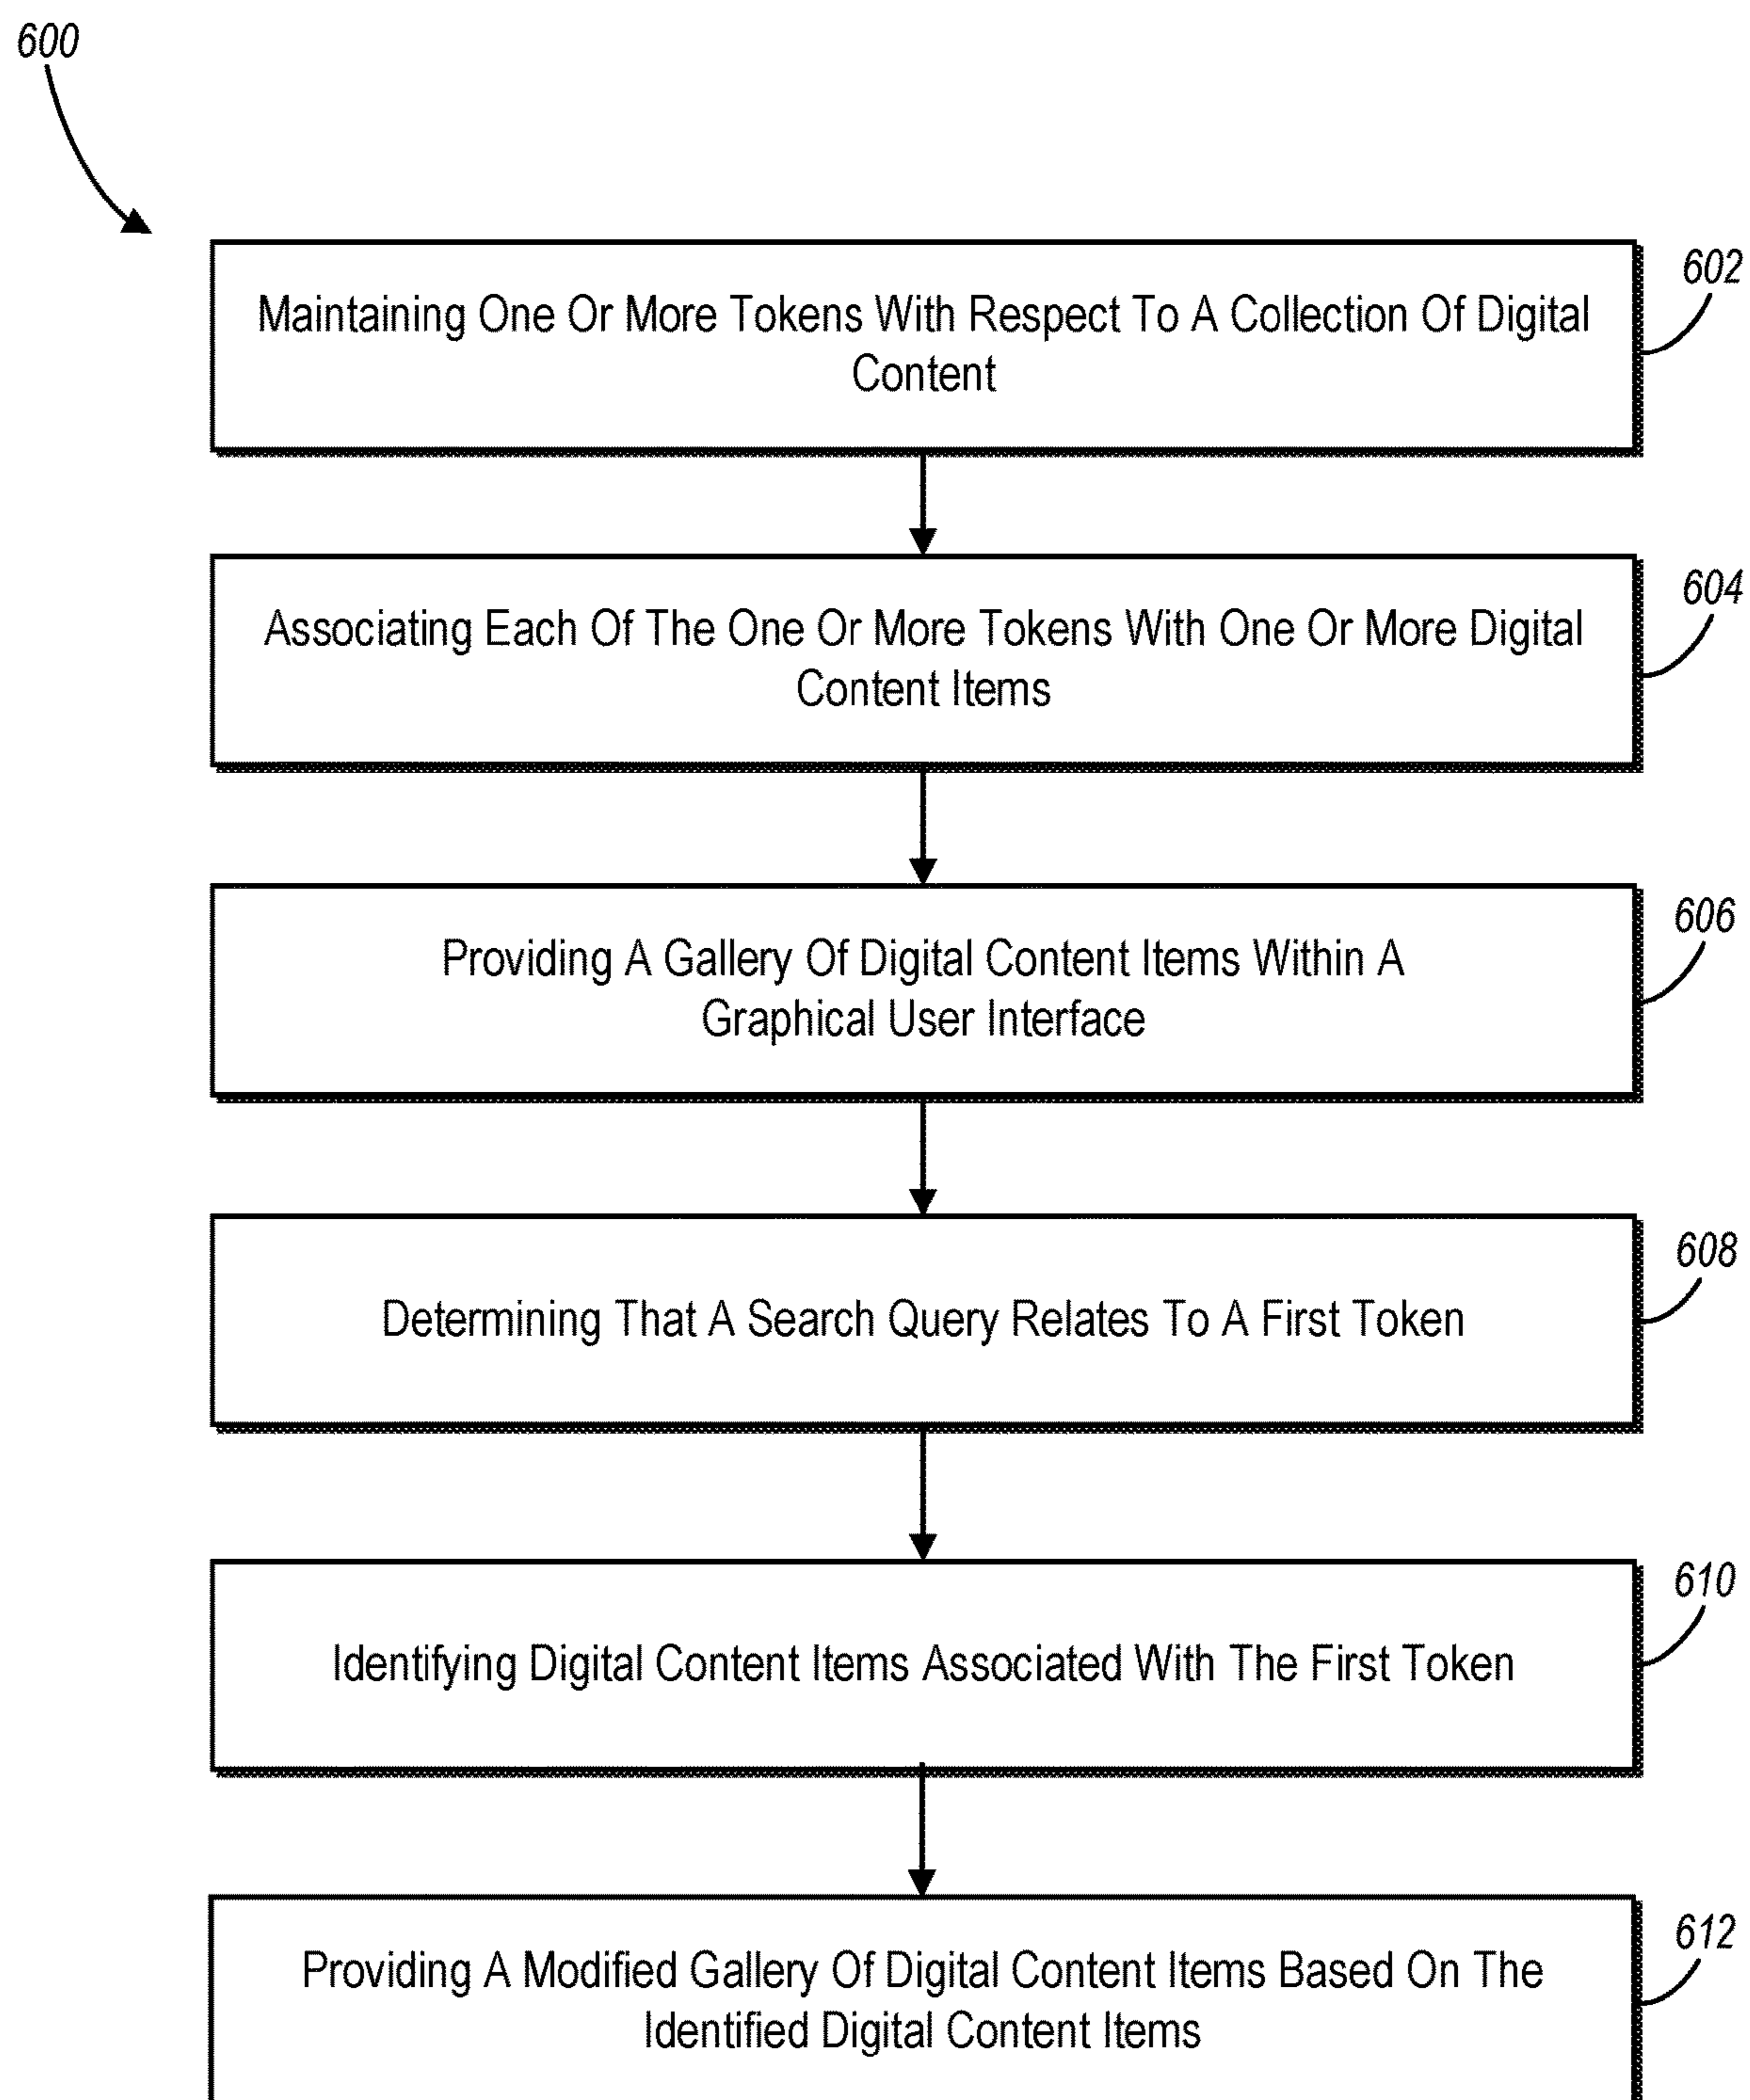 600
602
Maintaining One Or More Tokens With Respect To A Collection Of Digital
Content
604
Associating Each Of The One Or More Tokens With One Or More Digital
Content Items
606
Providing A Gallery Of Digital Content Items Within A
Graphical User Interface
608
Determining That A Search Query Relates To A First Token
610
Identifying Digital Content Items Associated With The First Token
612
Providing A Modified Gallery Of Digital Content Items Based On The
Identified Digital Content Items